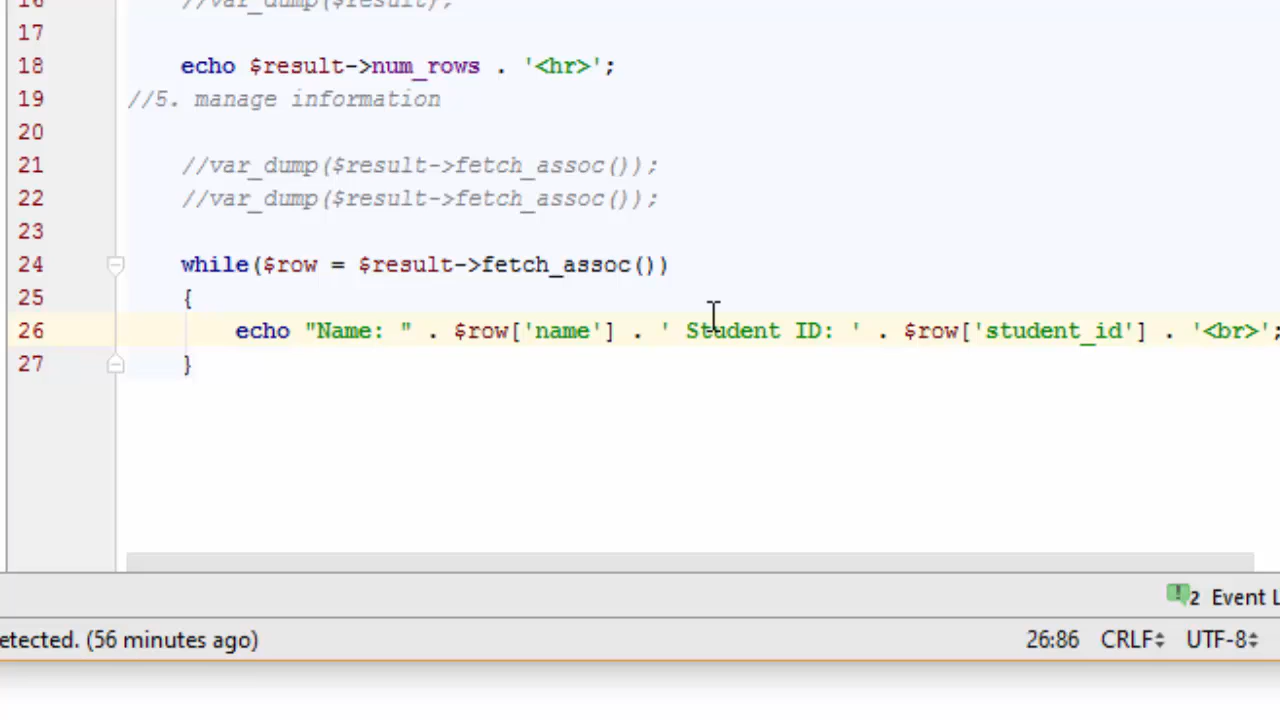 16 //var_dump($result);
17
18 echo $result->num_rows . '<hr>';
19 //5. manage information
20
21 //var_dump($result->fetch_assoc());
22 //var_dump($result->fetch_assoc());
23
24 while($row = $result->fetch_assoc())
25 {
26 echo "Name: " . $row['name'] . ' Student ID: ' . $row['student_id'] . '<br>';
27 }
2 Event L
etected. (56 minutes ago) 26:86 CRLF UTF-8